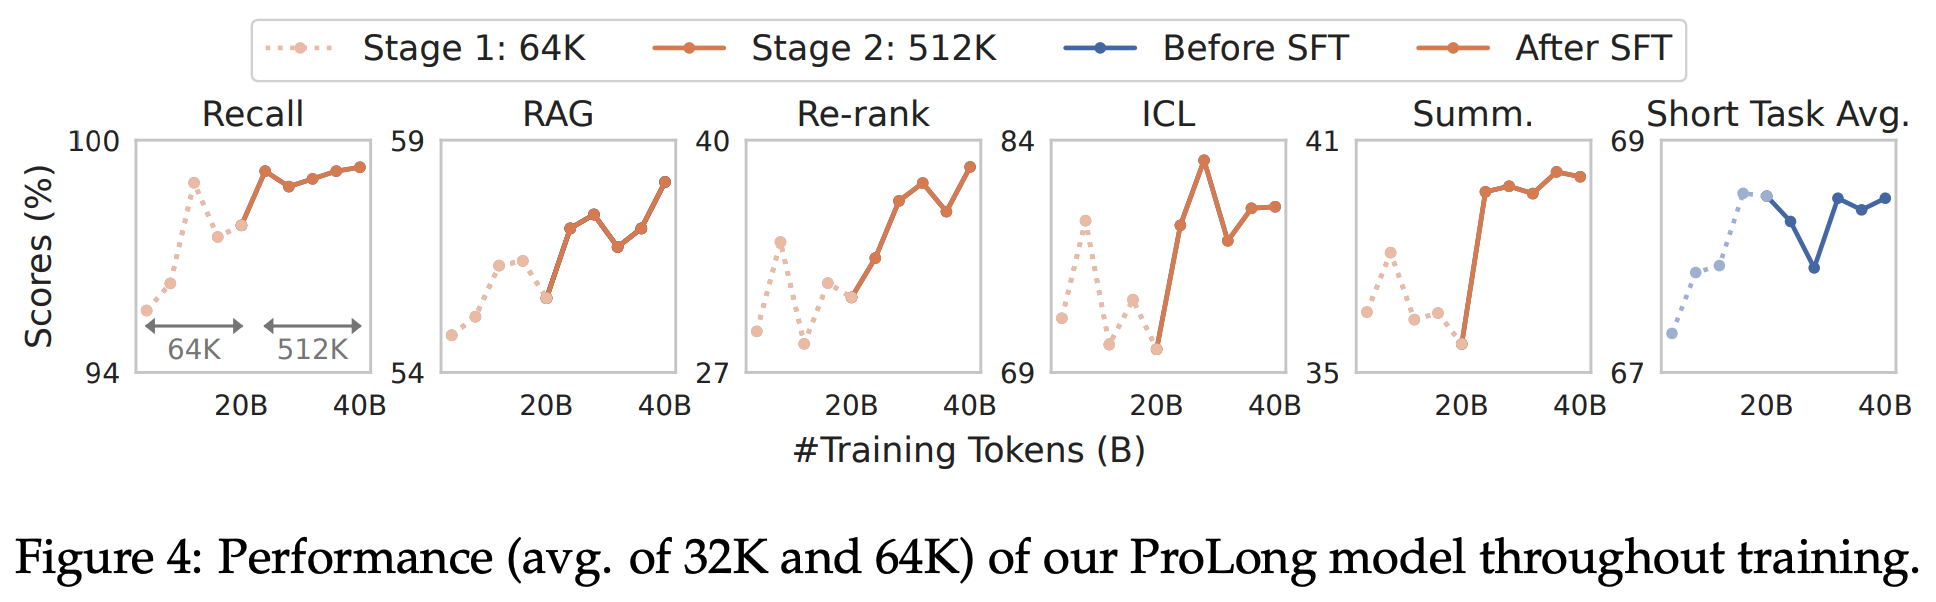 Stage 1: 64K Stage 2: 512K Before SFT After SFT
Recall RAG Re-rank ICL Summ. Short Task Avg.
100 59 40 84 41 69
Scores (%)
64K 512K
94 54 27 69 35 67
20B 40B 20B 40B 20B 40B 20B 40B 20B 40B 20B 40B
#Training Tokens (B)
Figure 4: Performance (avg. of 32K and 64K) of our ProLong model throughout training.